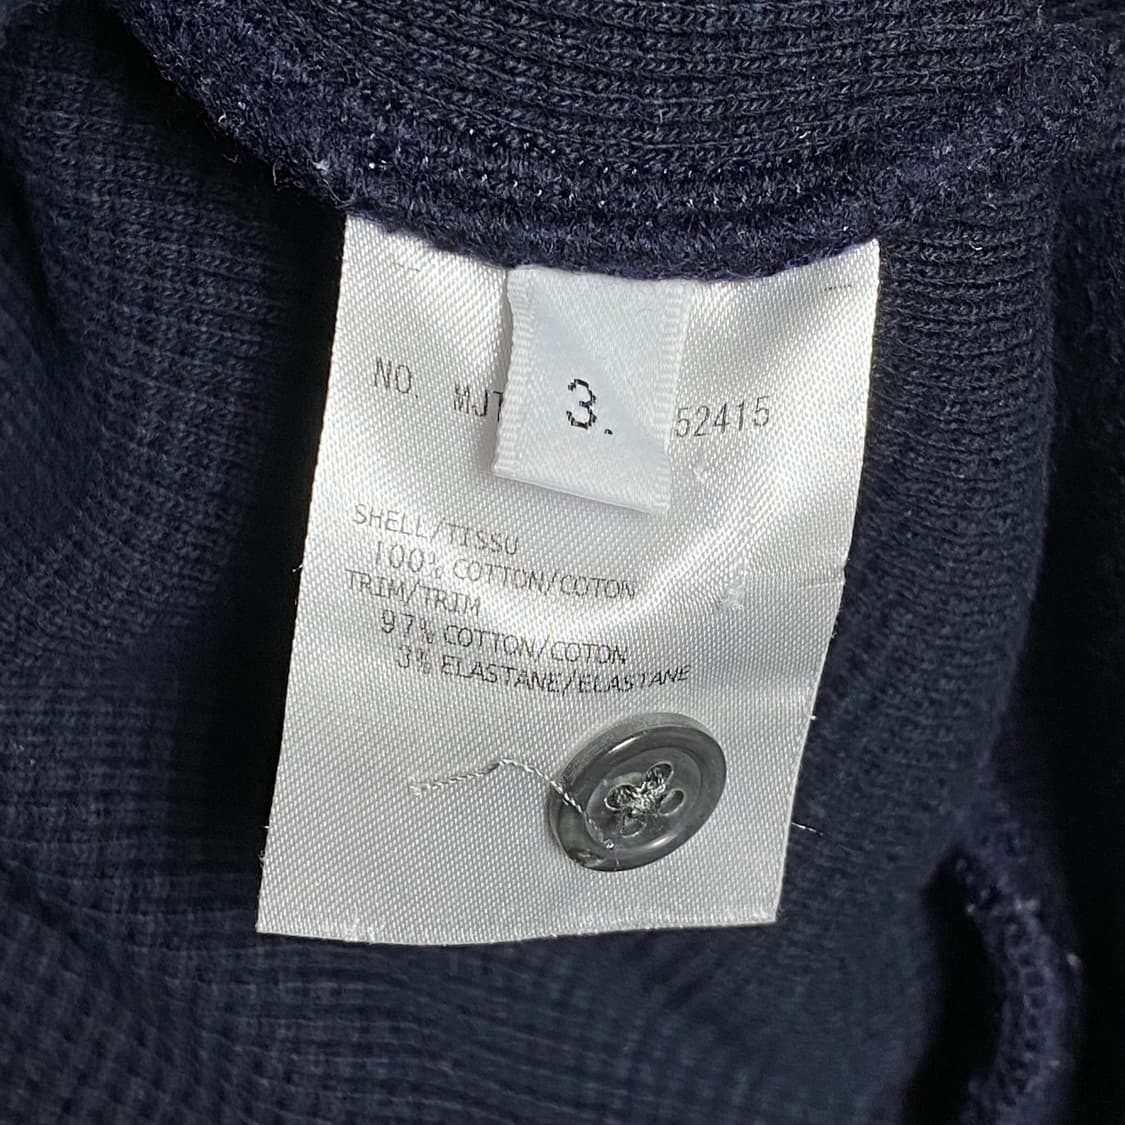 NO. MJT 52415
3.
SHELL/TISSU
100% COTTON/COTON
TRIM/TRIM
97% COTTON/COTON
3% ELASTANE/ELASTANE